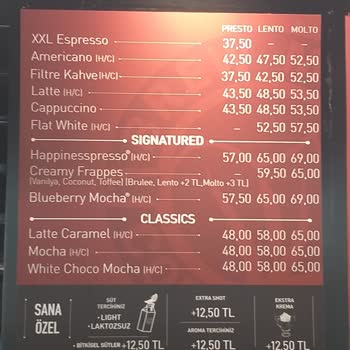 PRESTO LENTO MOLTO
XXL Espresso 37,50 – –
Americano (H/C) 42,50 47,50 52,50
Filtre Kahve (H/C) 37,50 42,50 52,50
Latte (H/C) 43,50 48,50 53,50
Cappuccino 43,50 48,50 53,50
Flat White (H/C) – 52,50 57,50
SIGNATURED
Happinesspresso® (H/C) 57,00 65,00 69,00
Creamy Frappes – 59,50 65,00
(Vanilya, Coconut, Toffee) (Brulee, Lento +2 TL, Molto +3 TL)
Blueberry Mocha® (H/C) 57,50 65,00 69,00
CLASSICS
Latte Caramel (H/C) 48,00 58,00 65,00
Mocha (H/C) 48,00 58,00 65,00
White Choco Mocha (H/C) 48,00 58,00 65,00
SANA
ÖZEL
SÜT
TERCİHİNİZ
• LIGHT
• LAKTOZSUZ
• BİTKİSEL SÜTLER +12,50 TL
EXTRA SHOT
+12,50 TL
AROMA TERCİHİNİZ
+12,50 TL
EKSTRA
KREMA
+12,50 TL